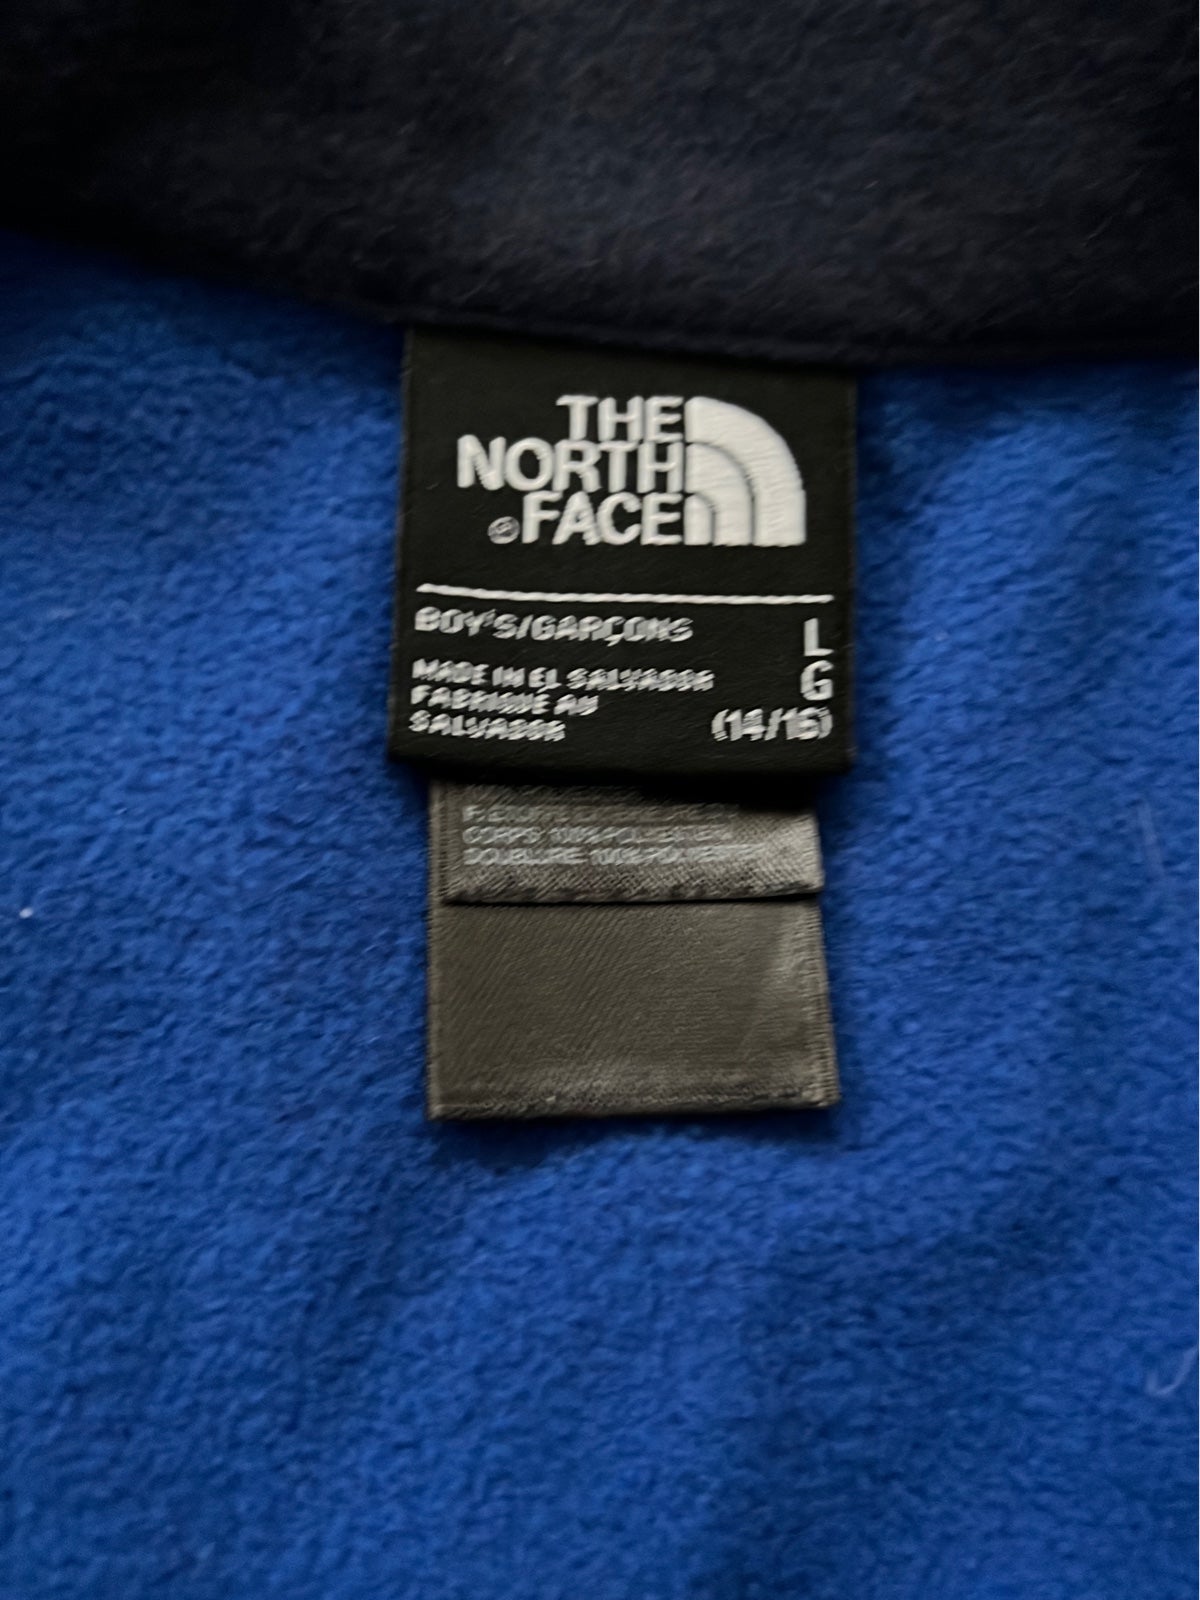 THE
NORTH
®FACE
BOY'S/GARÇONS
L
G
(14/16)
MADE IN EL SALVADOR
FABRIQUÉ AU
SALVADOR
CORPS: 100% POLYESTER
DOUBLURE: 100% POLYESTER